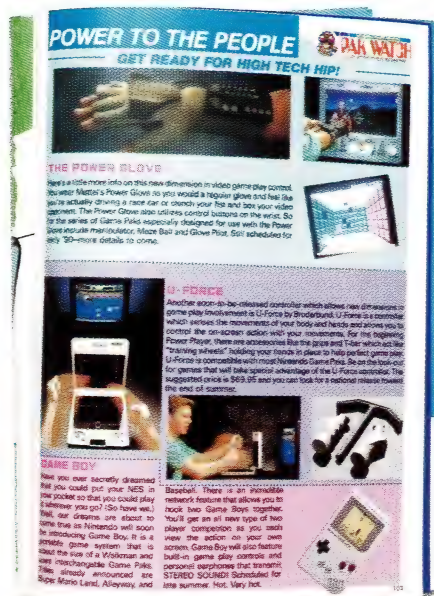 POWER TO THE PEOPLE
PAK WATCH
GET READY FOR HIGH TECH HIP!
THE POWER GLOVE
Here's a little more info on this new dimension in video game play control.
You wear Mattel's Power Glove as you would a regular glove and feel like
you're actually driving a race car or clench your fist and box your video
opponent. The Power Glove also utilizes control buttons on the wrist. So
far the series of Game Paks especially designed for use with the Power
Glove include manipulator, Maze Ball and Glove Pilot. Still scheduled for
early '90—more details to come.
U-FORCE
Another soon-to-be-released controller which allows new dimensions in
game play involvement is U-Force by Broderbund. U-Force is a controller
which senses the movements of your body and hands and allows you to
control the on-screen action with your movements. For the beginning
Power Player, there are accessories like the grips and T-bar which act like
"training wheels" holding your hands in place to help perfect game play.
U-Force is compatible with most Nintendo Game Paks. Be on the look out
for games that will take special advantage of the U-Force controller. The
suggested price is $69.95 and you can look for a national release toward
the end of summer.
GAME BOY
Have you ever secretly dreamed
that you could put your NES in
your pocket so that you could play
it wherever you go? (So have we.)
Well, our dreams are about to
come true as Nintendo will soon
be introducing Game Boy. It is a
portable game system that is
about the size of a Walkman and
uses interchangeable Game Paks.
Titles already announced are
Super Mario Land, Alleyway, and
Baseball. There is an incredible
network feature that allows you to
hook two Game Boys together.
You'll get an all new type of two
player competition as you each
view the action on your own
screen. Game Boy will also feature
built-in game play controls and
personal earphones that transmit
STEREO SOUND! Scheduled for
late summer. Hot. Very hot.
103